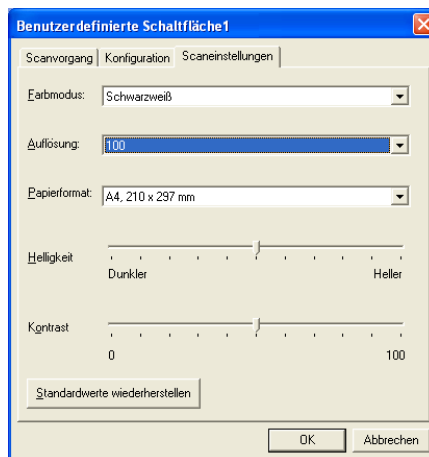 Benutzerdefinierte Schaltfläche1
Scanvorgang Konfiguration Scaneinstellungen
Farbmodus: Schwarzweiß
Auflösung: 100
Papierformat: A4, 210 x 297 mm
Helligkeit
Dunkler Heller
Kontrast
0 100
Standardwerte wiederherstellen
OK Abbrechen